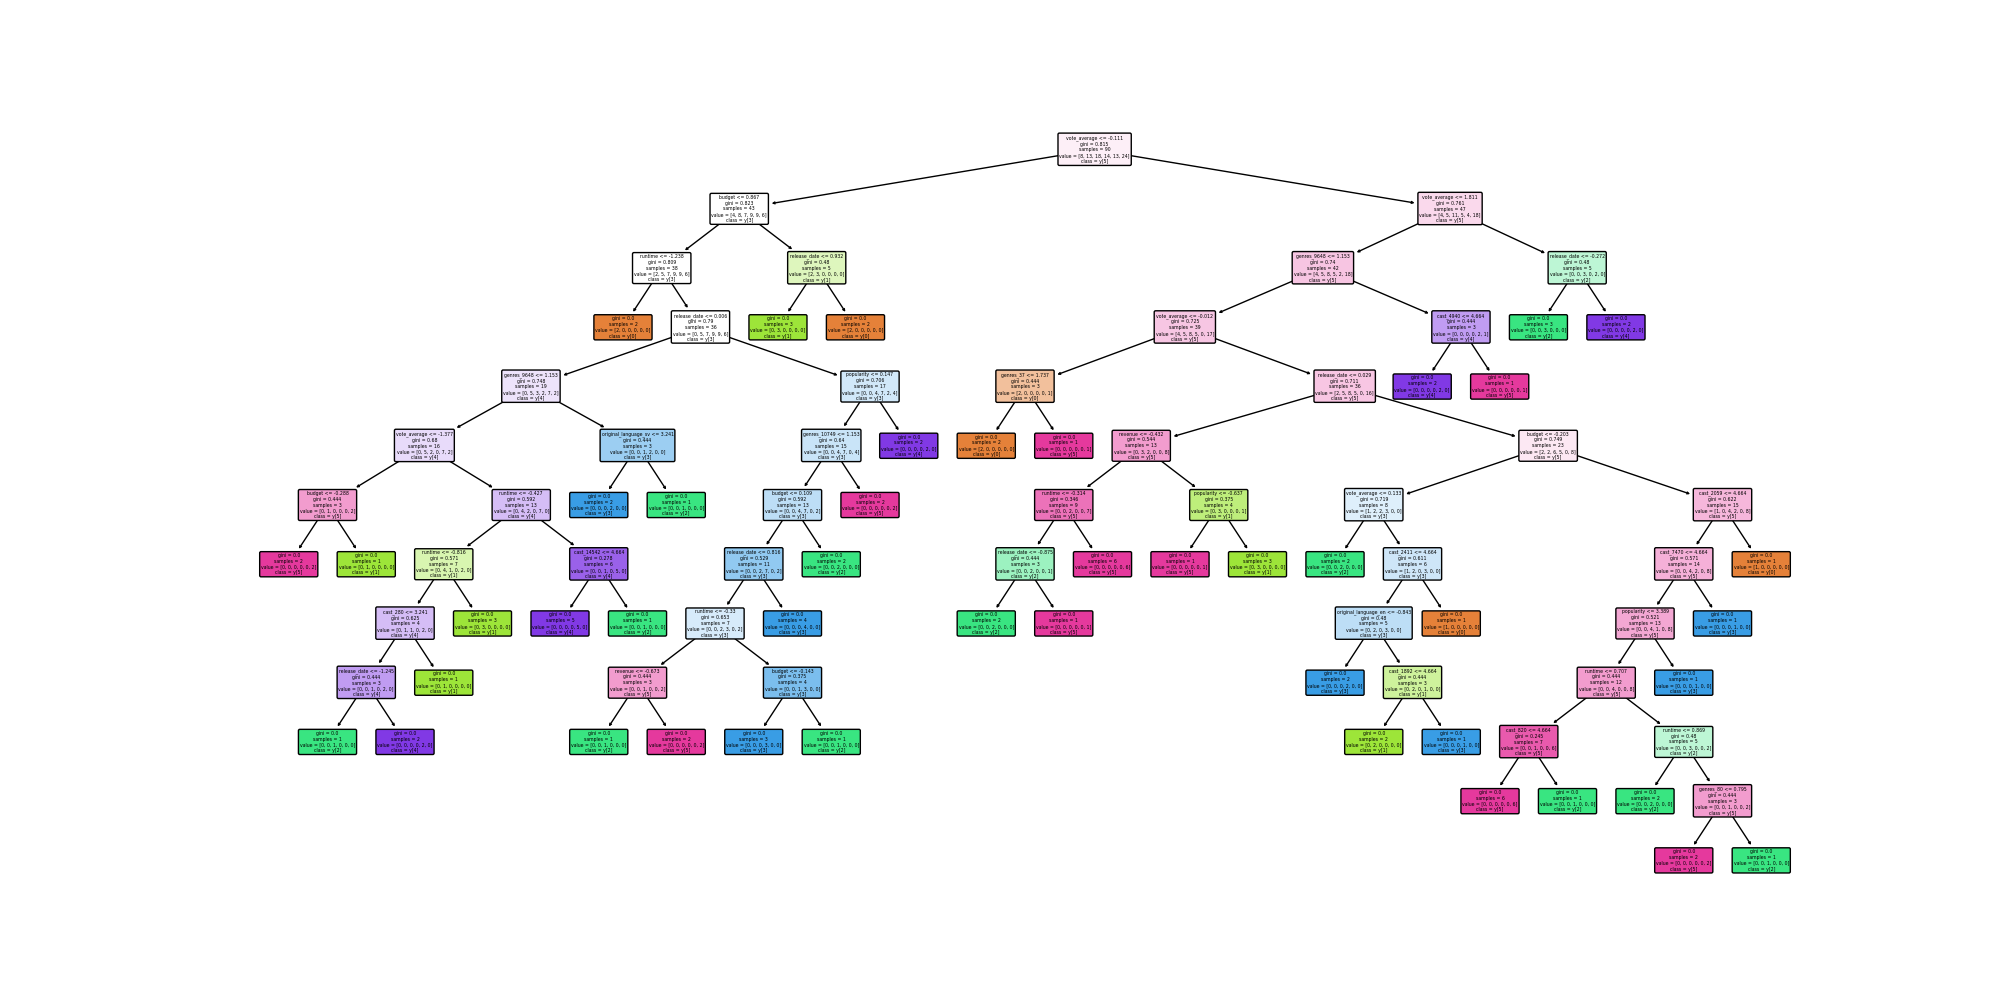 vote_average <= -0.111
gini = 0.815
samples = 90
value = [8, 13, 18, 14, 13, 24]
class = y[5]
budget <= 0.867
gini = 0.823
samples = 43
value = [4, 8, 7, 9, 9, 6]
class = y[3]
vote_average <= 1.811
gini = 0.761
samples = 47
value = [4, 5, 11, 5, 4, 18]
class = y[5]
runtime <= -1.238
gini = 0.809
samples = 38
value = [2, 5, 7, 9, 9, 6]
class = y[3]
release_date <= 0.932
gini = 0.48
samples = 5
value = [2, 3, 0, 0, 0, 0]
class = y[1]
genres_9648 <= 1.153
gini = 0.74
samples = 42
value = [4, 5, 8, 5, 2, 18]
class = y[5]
release_date <= -0.272
gini = 0.48
samples = 5
value = [0, 0, 3, 0, 2, 0]
class = y[2]
gini = 0.0
samples = 2
value = [2, 0, 0, 0, 0, 0]
class = y[0]
release_date <= 0.006
gini = 0.79
samples = 36
value = [0, 5, 7, 9, 9, 6]
class = y[3]
gini = 0.0
samples = 3
value = [0, 3, 0, 0, 0, 0]
class = y[1]
gini = 0.0
samples = 2
value = [2, 0, 0, 0, 0, 0]
class = y[0]
vote_average <= -0.012
gini = 0.725
samples = 39
value = [4, 5, 8, 5, 0, 17]
class = y[5]
cast_4940 <= 4.664
gini = 0.444
samples = 3
value = [0, 0, 0, 0, 2, 1]
class = y[4]
gini = 0.0
samples = 3
value = [0, 0, 3, 0, 0, 0]
class = y[2]
gini = 0.0
samples = 2
value = [0, 0, 0, 0, 2, 0]
class = y[4]
genres_9648 <= 1.153
gini = 0.748
samples = 19
value = [0, 5, 3, 2, 7, 2]
class = y[4]
popularity <= 0.147
gini = 0.706
samples = 17
value = [0, 0, 4, 7, 2, 4]
class = y[3]
genres_37 <= 1.737
gini = 0.444
samples = 3
value = [2, 0, 0, 0, 0, 1]
class = y[0]
release_date <= 0.029
gini = 0.711
samples = 36
value = [2, 5, 8, 5, 0, 16]
class = y[5]
gini = 0.0
samples = 2
value = [0, 0, 0, 0, 2, 0]
class = y[4]
gini = 0.0
samples = 1
value = [0, 0, 0, 0, 0, 1]
class = y[5]
vote_average <= -1.377
gini = 0.68
samples = 16
value = [0, 5, 2, 0, 7, 2]
class = y[4]
original_language_sv <= 3.241
gini = 0.444
samples = 3
value = [0, 0, 1, 2, 0, 0]
class = y[3]
genres_10749 <= 1.153
gini = 0.64
samples = 15
value = [0, 0, 4, 7, 0, 4]
class = y[3]
gini = 0.0
samples = 2
value = [0, 0, 0, 0, 2, 0]
class = y[4]
gini = 0.0
samples = 2
value = [2, 0, 0, 0, 0, 0]
class = y[0]
gini = 0.0
samples = 1
value = [0, 0, 0, 0, 0, 1]
class = y[5]
revenue <= -0.432
gini = 0.544
samples = 13
value = [0, 3, 2, 0, 0, 8]
class = y[5]
budget <= -0.203
gini = 0.749
samples = 23
value = [2, 2, 6, 5, 0, 8]
class = y[5]
budget <= -0.288
gini = 0.444
samples = 3
value = [0, 1, 0, 0, 0, 2]
class = y[5]
runtime <= -0.427
gini = 0.592
samples = 13
value = [0, 4, 2, 0, 7, 0]
class = y[4]
gini = 0.0
samples = 2
value = [0, 0, 0, 2, 0, 0]
class = y[3]
gini = 0.0
samples = 1
value = [0, 0, 1, 0, 0, 0]
class = y[2]
budget <= 0.109
gini = 0.592
samples = 13
value = [0, 0, 4, 7, 0, 2]
class = y[3]
gini = 0.0
samples = 2
value = [0, 0, 0, 0, 0, 2]
class = y[5]
runtime <= -0.314
gini = 0.346
samples = 9
value = [0, 0, 2, 0, 0, 7]
class = y[5]
popularity <= -0.637
gini = 0.375
samples = 4
value = [0, 3, 0, 0, 0, 1]
class = y[1]
vote_average <= 0.133
gini = 0.719
samples = 8
value = [1, 2, 2, 3, 0, 0]
class = y[3]
cast_2059 <= 4.664
gini = 0.622
samples = 15
value = [1, 0, 4, 2, 0, 8]
class = y[5]
gini = 0.0
samples = 2
value = [0, 0, 0, 0, 0, 2]
class = y[5]
gini = 0.0
samples = 1
value = [0, 1, 0, 0, 0, 0]
class = y[1]
runtime <= -0.816
gini = 0.571
samples = 7
value = [0, 4, 1, 0, 2, 0]
class = y[1]
cast_14542 <= 4.664
gini = 0.278
samples = 6
value = [0, 0, 1, 0, 5, 0]
class = y[4]
release_date <= 0.816
gini = 0.529
samples = 11
value = [0, 0, 2, 7, 0, 2]
class = y[3]
gini = 0.0
samples = 2
value = [0, 0, 2, 0, 0, 0]
class = y[2]
release_date <= -0.875
gini = 0.444
samples = 3
value = [0, 0, 2, 0, 0, 1]
class = y[2]
gini = 0.0
samples = 6
value = [0, 0, 0, 0, 0, 6]
class = y[5]
gini = 0.0
samples = 1
value = [0, 0, 0, 0, 0, 1]
class = y[5]
gini = 0.0
samples = 3
value = [0, 3, 0, 0, 0, 0]
class = y[1]
gini = 0.0
samples = 2
value = [0, 0, 2, 0, 0, 0]
class = y[2]
cast_2411 <= 4.664
gini = 0.611
samples = 6
value = [1, 2, 0, 3, 0, 0]
class = y[3]
cast_7470 <= 4.664
gini = 0.571
samples = 14
value = [0, 0, 4, 2, 0, 8]
class = y[5]
gini = 0.0
samples = 1
value = [1, 0, 0, 0, 0, 0]
class = y[0]
cast_280 <= 3.241
gini = 0.625
samples = 4
value = [0, 1, 1, 0, 2, 0]
class = y[4]
gini = 0.0
samples = 3
value = [0, 3, 0, 0, 0, 0]
class = y[1]
gini = 0.0
samples = 5
value = [0, 0, 0, 0, 5, 0]
class = y[4]
gini = 0.0
samples = 1
value = [0, 0, 1, 0, 0, 0]
class = y[2]
runtime <= -0.33
gini = 0.653
samples = 7
value = [0, 0, 2, 3, 0, 2]
class = y[3]
gini = 0.0
samples = 4
value = [0, 0, 0, 4, 0, 0]
class = y[3]
gini = 0.0
samples = 2
value = [0, 0, 2, 0, 0, 0]
class = y[2]
gini = 0.0
samples = 1
value = [0, 0, 0, 0, 0, 1]
class = y[5]
original_language_en <= -0.843
gini = 0.48
samples = 5
value = [0, 2, 0, 3, 0, 0]
class = y[3]
gini = 0.0
samples = 1
value = [1, 0, 0, 0, 0, 0]
class = y[0]
popularity <= 3.389
gini = 0.521
samples = 13
value = [0, 0, 4, 1, 0, 8]
class = y[5]
gini = 0.0
samples = 1
value = [0, 0, 0, 1, 0, 0]
class = y[3]
release_date <= -1.245
gini = 0.444
samples = 3
value = [0, 0, 1, 0, 2, 0]
class = y[4]
gini = 0.0
samples = 1
value = [0, 1, 0, 0, 0, 0]
class = y[1]
revenue <= -0.673
gini = 0.444
samples = 3
value = [0, 0, 1, 0, 0, 2]
class = y[5]
budget <= -0.143
gini = 0.375
samples = 4
value = [0, 0, 1, 3, 0, 0]
class = y[3]
gini = 0.0
samples = 2
value = [0, 0, 0, 2, 0, 0]
class = y[3]
cast_1892 <= 4.664
gini = 0.444
samples = 3
value = [0, 2, 0, 1, 0, 0]
class = y[1]
runtime <= 0.707
gini = 0.444
samples = 12
value = [0, 0, 4, 0, 0, 8]
class = y[5]
gini = 0.0
samples = 1
value = [0, 0, 0, 1, 0, 0]
class = y[3]
gini = 0.0
samples = 1
value = [0, 0, 1, 0, 0, 0]
class = y[2]
gini = 0.0
samples = 2
value = [0, 0, 0, 0, 2, 0]
class = y[4]
gini = 0.0
samples = 1
value = [0, 0, 1, 0, 0, 0]
class = y[2]
gini = 0.0
samples = 2
value = [0, 0, 0, 0, 0, 2]
class = y[5]
gini = 0.0
samples = 3
value = [0, 0, 0, 3, 0, 0]
class = y[3]
gini = 0.0
samples = 1
value = [0, 0, 1, 0, 0, 0]
class = y[2]
gini = 0.0
samples = 2
value = [0, 2, 0, 0, 0, 0]
class = y[1]
gini = 0.0
samples = 1
value = [0, 0, 0, 1, 0, 0]
class = y[3]
cast_820 <= 4.664
gini = 0.245
samples = 7
value = [0, 0, 1, 0, 0, 6]
class = y[5]
runtime <= 0.869
gini = 0.48
samples = 5
value = [0, 0, 3, 0, 0, 2]
class = y[2]
gini = 0.0
samples = 6
value = [0, 0, 0, 0, 0, 6]
class = y[5]
gini = 0.0
samples = 1
value = [0, 0, 1, 0, 0, 0]
class = y[2]
gini = 0.0
samples = 2
value = [0, 0, 2, 0, 0, 0]
class = y[2]
genres_80 <= 0.795
gini = 0.444
samples = 3
value = [0, 0, 1, 0, 0, 2]
class = y[5]
gini = 0.0
samples = 2
value = [0, 0, 0, 0, 0, 2]
class = y[5]
gini = 0.0
samples = 1
value = [0, 0, 1, 0, 0, 0]
class = y[2]